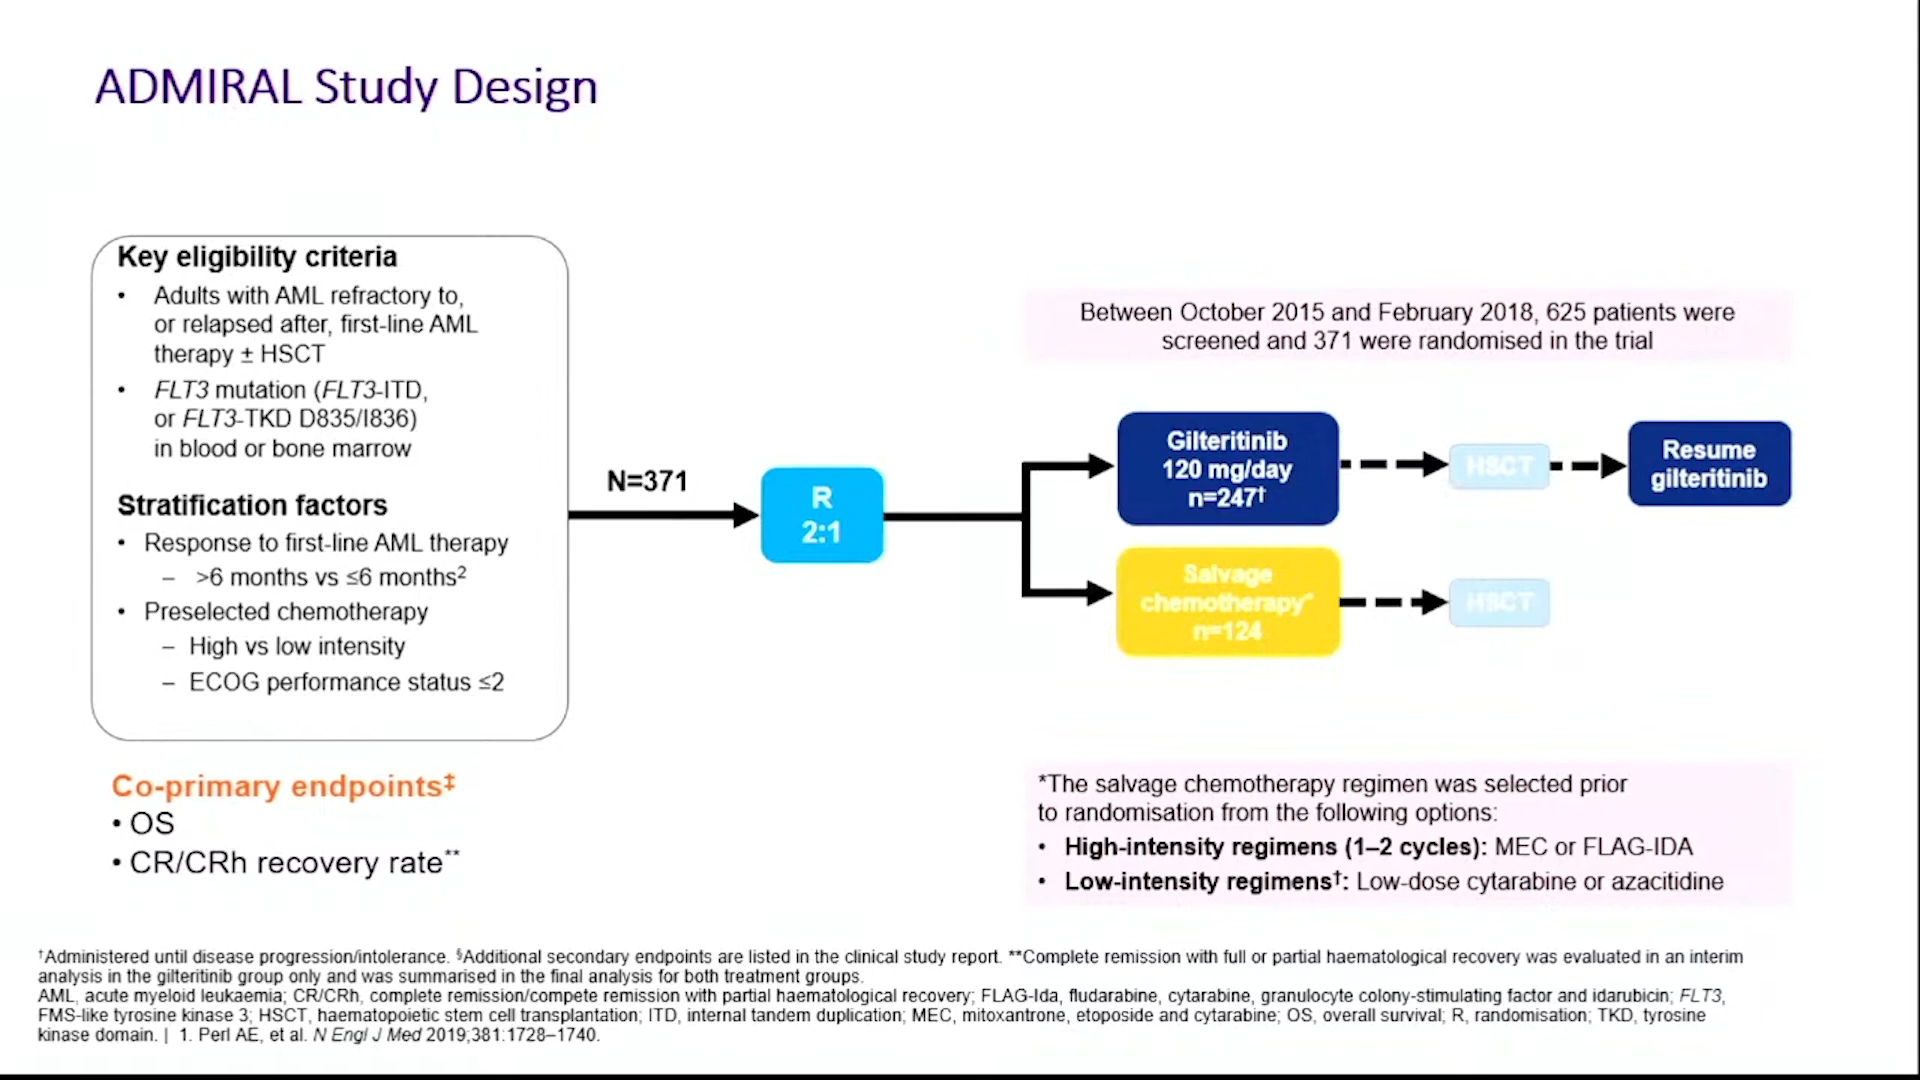 ADMIRAL Study Design
Key eligibility criteria
• Adults with AML refractory to,
or relapsed after, first-line AML
therapy ± HSCT
• FLT3 mutation (FLT3-ITD,
or FLT3-TKD D835/I836)
in blood or bone marrow
Stratification factors
• Response to first-line AML therapy
– >6 months vs ≤6 months²
• Preselected chemotherapy
– High vs low intensity
– ECOG performance status ≤2
Co-primary endpoints‡
• OS
• CR/CRh recovery rate**
N=371
R
2:1
Between October 2015 and February 2018, 625 patients were
screened and 371 were randomised in the trial
Gilteritinib
120 mg/day
n=247†
HSCT
Resume
gilteritinib
Salvage
chemotherapy*
n=124
HSCT
*The salvage chemotherapy regimen was selected prior
to randomisation from the following options:
• High-intensity regimens (1–2 cycles): MEC or FLAG-IDA
• Low-intensity regimens†: Low-dose cytarabine or azacitidine
†Administered until disease progression/intolerance. §Additional secondary endpoints are listed in the clinical study report. **Complete remission with full or partial haematological recovery was evaluated in an interim
analysis in the gilteritinib group only and was summarised in the final analysis for both treatment groups.
AML, acute myeloid leukaemia; CR/CRh, complete remission/compete remission with partial haematological recovery; FLAG-Ida, fludarabine, cytarabine, granulocyte colony-stimulating factor and idarubicin; FLT3,
FMS-like tyrosine kinase 3; HSCT, haematopoietic stem cell transplantation; ITD, internal tandem duplication; MEC, mitoxantrone, etoposide and cytarabine; OS, overall survival; R, randomisation; TKD, tyrosine
kinase domain. | 1. Perl AE, et al. N Engl J Med 2019;381:1728–1740.